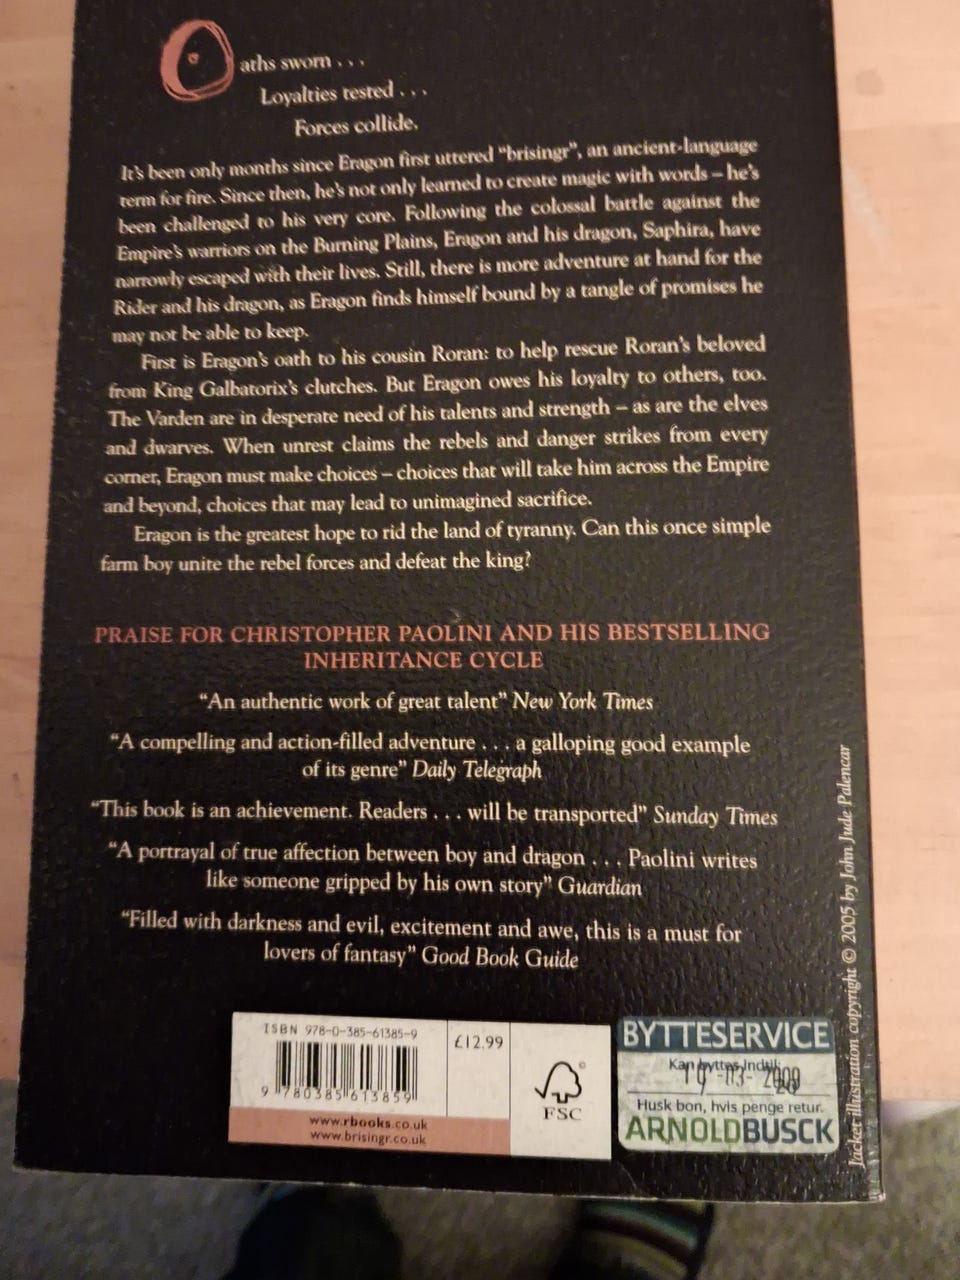 Oaths sworn . . .
Loyalties tested . . .
Forces collide.
It's been only months since Eragon first uttered "brisingr", an ancient-language
term for fire. Since then, he's not only learned to create magic with words – he's
been challenged to his very core. Following the colossal battle against the
Empire's warriors on the Burning Plains, Eragon and his dragon, Saphira, have
narrowly escaped with their lives. Still, there is more adventure at hand for the
Rider and his dragon, as Eragon finds himself bound by a tangle of promises he
may not be able to keep.
First is Eragon's oath to his cousin Roran: to help rescue Roran's beloved
from King Galbatorix's clutches. But Eragon owes his loyalty to others, too.
The Varden are in desperate need of his talents and strength – as are the elves
and dwarves. When unrest claims the rebels and danger strikes from every
corner, Eragon must make choices – choices that will take him across the Empire
and beyond, choices that may lead to unimagined sacrifice.
Eragon is the greatest hope to rid the land of tyranny. Can this once simple
farm boy unite the rebel forces and defeat the king?
PRAISE FOR CHRISTOPHER PAOLINI AND HIS BESTSELLING
INHERITANCE CYCLE
"An authentic work of great talent" New York Times
"A compelling and action-filled adventure . . . a galloping good example
of its genre" Daily Telegraph
"This book is an achievement. Readers . . . will be transported" Sunday Times
"A portrayal of true affection between boy and dragon . . . Paolini writes
like someone gripped by his own story" Guardian
"Filled with darkness and evil, excitement and awe, this is a must for
lovers of fantasy" Good Book Guide
ISBN 978-0-385-61385-9
£12.99
9 780385 613859
FSC
www.rbooks.co.uk
www.brisingr.co.uk
BYTTESERVICE
Kan byttes Indtil:
-03-
Husk bon, hvis penge retur.
ARNOLD BUSCK
Jacket illustration copyright © 2005 by John Jude Palencar